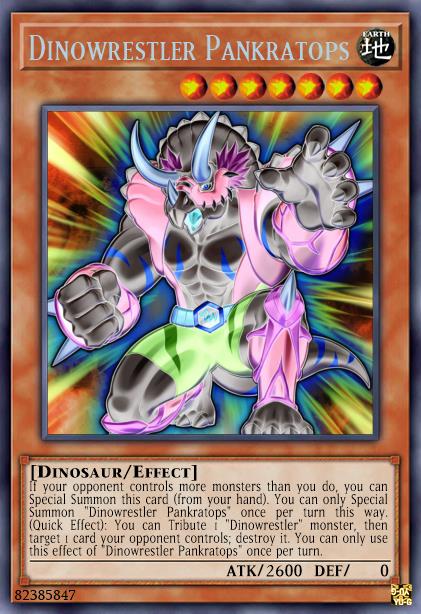 DINOWRESTLER PANKRATOPS
EARTH
地
[DINOSAUR/EFFECT]
If your opponent controls more monsters than you do, you can
Special Summon this card (from your hand). You can only Special
Summon "Dinowrestler Pankratops" once per turn this way.
(Quick Effect): You can Tribute 1 "Dinowrestler" monster, then
target 1 card your opponent controls; destroy it. You can only use
this effect of "Dinowrestler Pankratops" once per turn.
ATK/2600 DEF/ 0
82385847